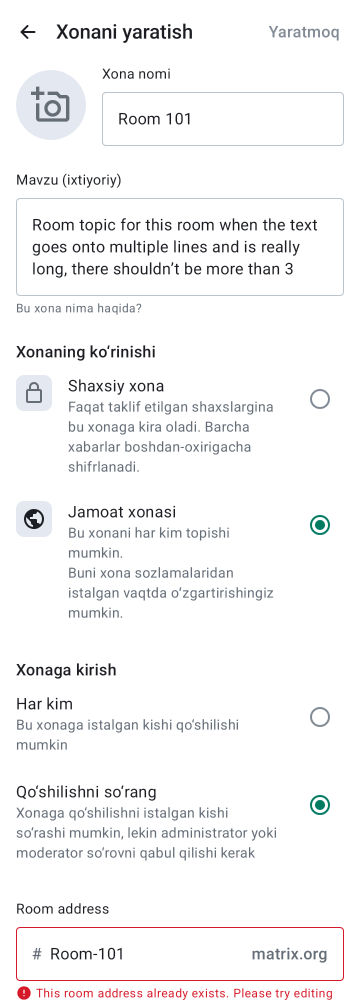 Xonani yaratish
Yaratmoq
Xona nomi
Room 101
Mavzu (ixtiyoriy)
Room topic for this room when the text
goes onto multiple lines and is really
long, there shouldn’t be more than 3
Bu xona nima haqida?
Xonaning ko‘rinishi
Shaxsiy xona
Faqat taklif etilgan shaxslargina
bu xonaga kira oladi. Barcha
xabarlar boshdan-oxirigacha
shifrlanadi.
Jamoat xonasi
Bu xonani har kim topishi
mumkin.
Buni xona sozlamalaridan
istalgan vaqtda o‘zgartirishingiz
mumkin.
Xonaga kirish
Har kim
Bu xonaga istalgan kishi qo‘shilishi
mumkin
Qo‘shilishni so‘rang
Xonaga qo‘shilishni istalgan kishi
so‘rashi mumkin, lekin administrator yoki
moderator so‘rovni qabul qilishi kerak
Room address
# Room-101 matrix.org
This room address already exists. Please try editing